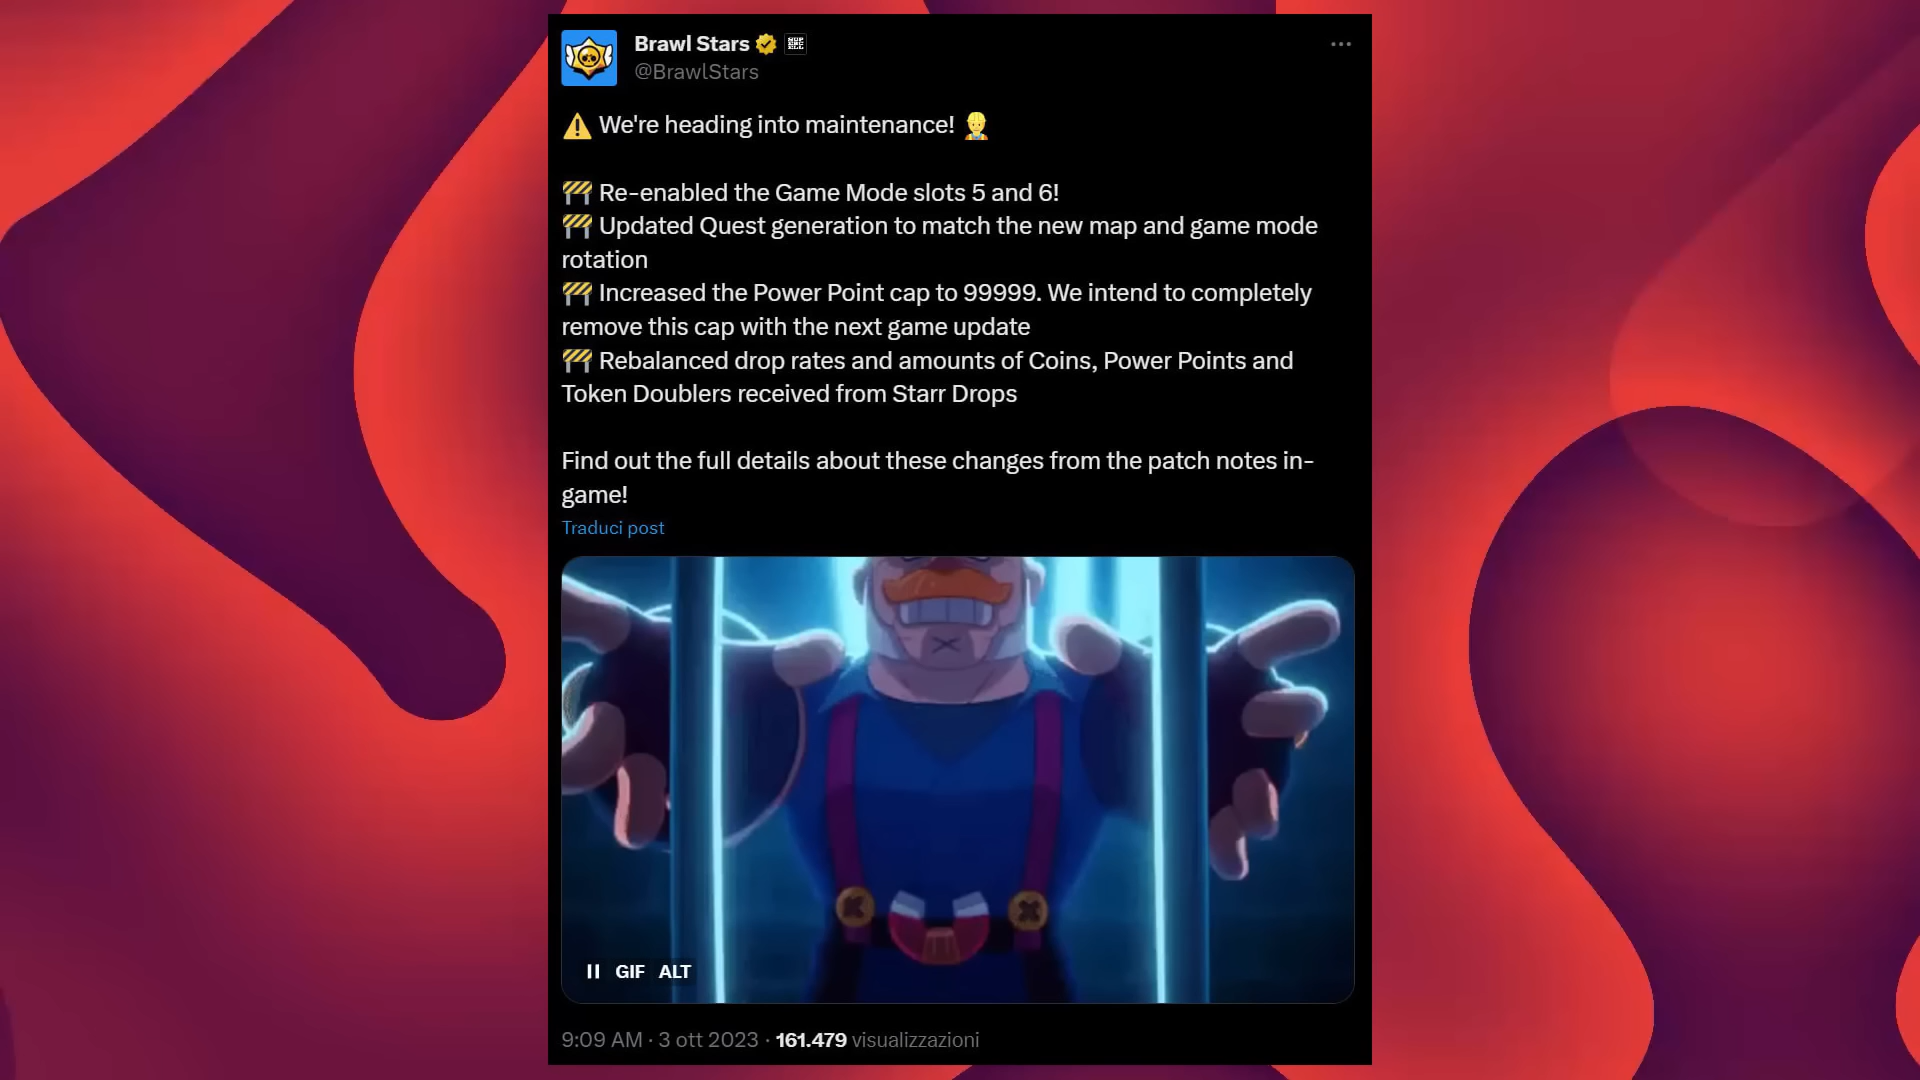 Brawl Stars
@BrawlStars
⚠️ We're heading into maintenance! 👷
🚧 Re-enabled the Game Mode slots 5 and 6!
🚧 Updated Quest generation to match the new map and game mode
rotation
🚧 Increased the Power Point cap to 99999. We intend to completely
remove this cap with the next game update
🚧 Rebalanced drop rates and amounts of Coins, Power Points and
Token Doublers received from Starr Drops
Find out the full details about these changes from the patch notes in-
game!
Traduci post
GIF ALT
9:09 AM · 3 ott 2023 · 161.479 visualizzazioni